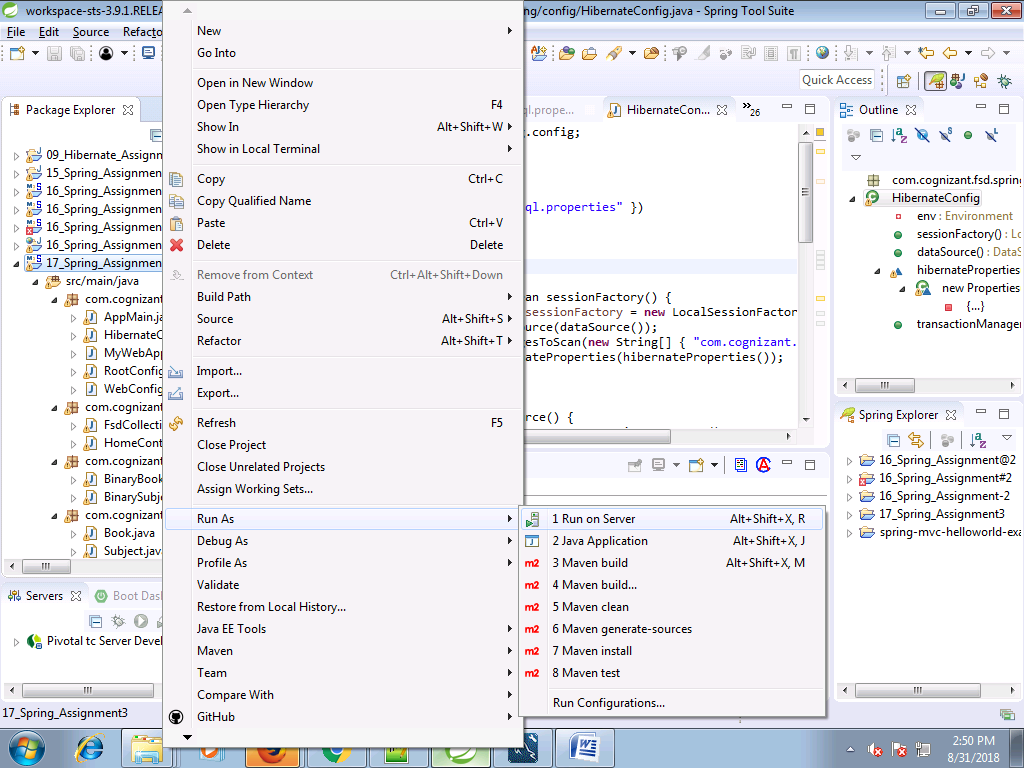 workspace-sts-3.9.1.RELEA
ng/config/HibernateConfig.java - Spring Tool Suite
File Edit Source Refacto
Quick Access
Package Explorer
09_Hibernate_Assignn
15_Spring_Assignmen
16_Spring_Assignmen
16_Spring_Assignmen
16_Spring_Assignmen
16_Spring_Assignmen
17_Spring_Assignmen
src/main/java
com.cognizant
AppMain.ja
HibernateC
MyWebApp
RootConfig
WebConfig
com.cognizant
FsdCollecti
HomeCont
com.cognizant
BinaryBook
BinarySubje
com.cognizant
Book.java
Subject.java
Servers
Boot Dash
Pivotal tc Server Devel
17_Spring_Assignment3
New
Go Into
Open in New Window
Open Type Hierarchy F4
Show In Alt+Shift+W
Show in Local Terminal
Copy Ctrl+C
Copy Qualified Name
Paste Ctrl+V
Delete Delete
Remove from Context Ctrl+Alt+Shift+Down
Build Path
Source Alt+Shift+S
Refactor Alt+Shift+T
Import...
Export...
Refresh F5
Close Project
Close Unrelated Projects
Assign Working Sets...
Run As
Debug As
Profile As
Validate
Restore from Local History...
Java EE Tools
Maven
Team
Compare With
GitHub
1 Run on Server Alt+Shift+X, R
2 Java Application Alt+Shift+X, J
m2 3 Maven build Alt+Shift+X, M
m2 4 Maven build...
m2 5 Maven clean
m2 6 Maven generate-sources
m2 7 Maven install
m2 8 Maven test
Run Configurations...
ql.prope...
HibernateCon...
»26
.config;
ql.properties" })
an sessionFactory() {
sessionFactory = new LocalSessionFactor
urce(dataSource());
esToScan(new String[] { "com.cognizant.
ateProperties(hibernateProperties());
rce() {
Outline
com.cognizant.fsd.spring
HibernateConfig
env : Environment
sessionFactory() : Lo
dataSource() : DataS
hibernateProperties
new Properties
{...}
transactionManager
Spring Explorer
16_Spring_Assignment@2
16_Spring_Assignment#2
16_Spring_Assignment-2
17_Spring_Assignment3
spring-mvc-helloworld-exa
2:50 PM
8/31/2018